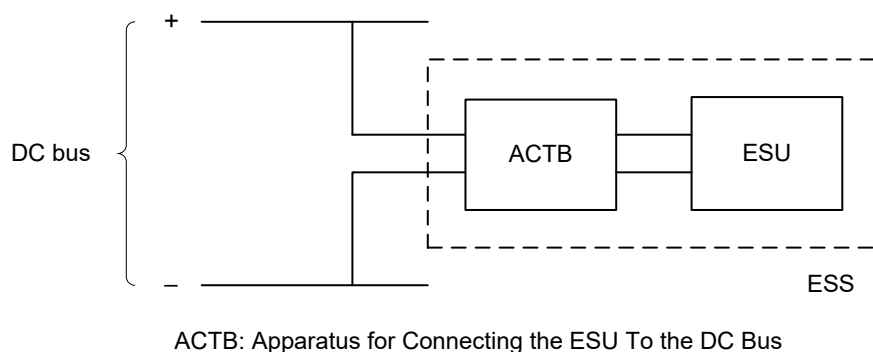 +
DC bus
ACTB
ESU
–
ESS
ACTB: Apparatus for Connecting the ESU To the DC Bus